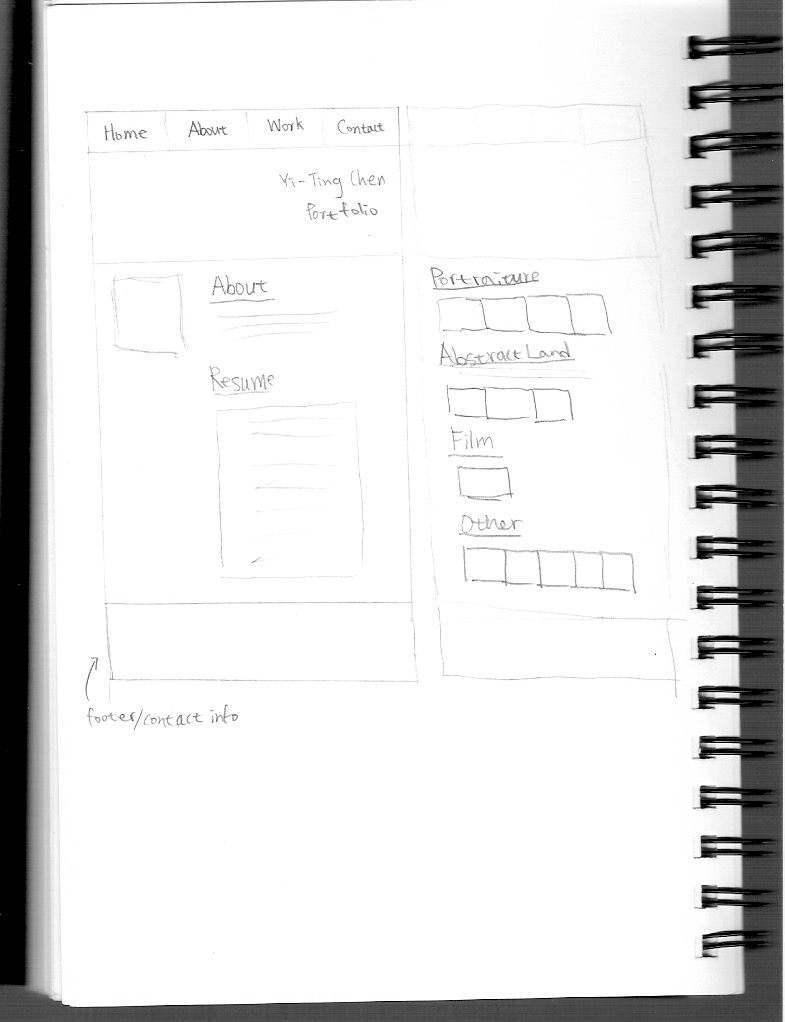 Home About Work Contact
Yi-Ting Chen
Portfolio
About
Resume
Portraiture
Abstract Land
Film
Other
footer/contact info